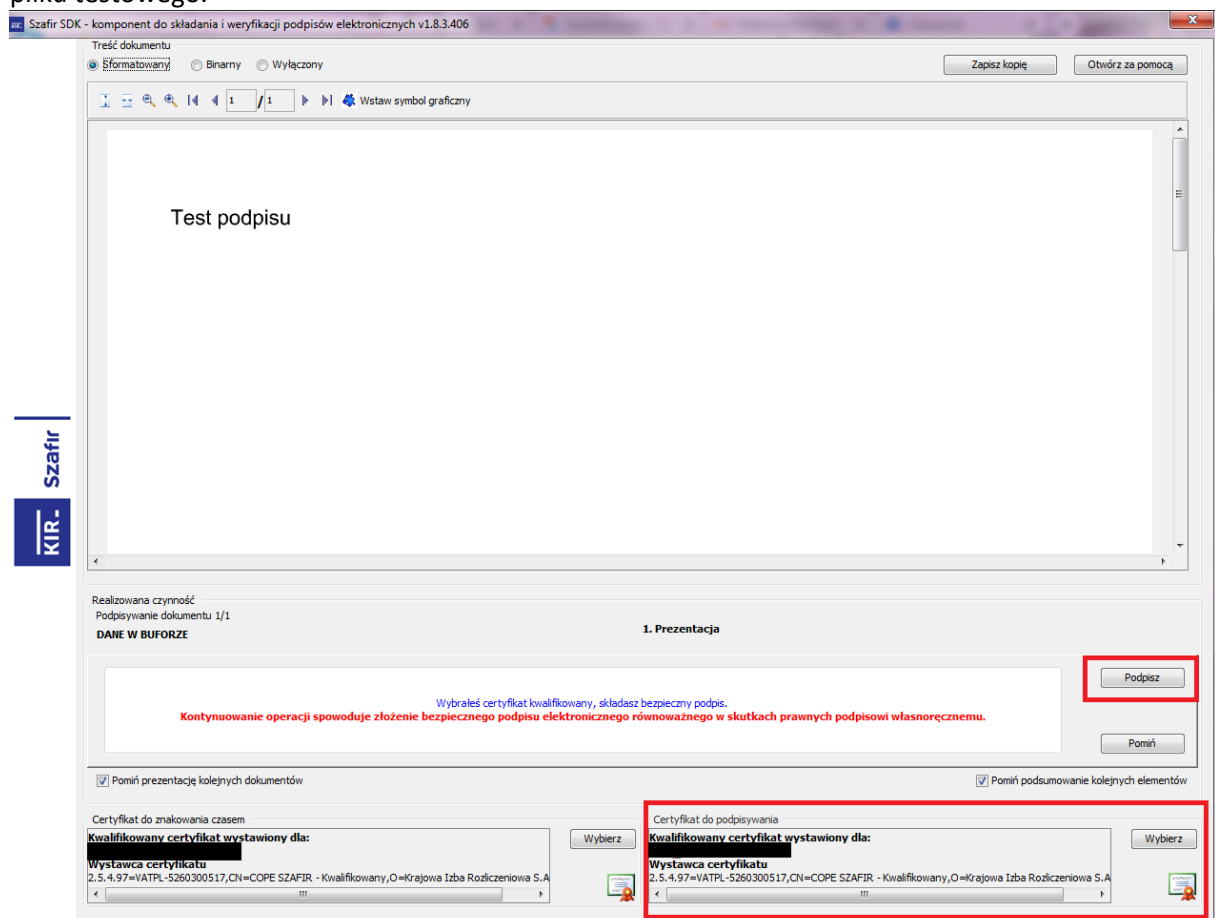 pliku testowego.
Szafir SDK - komponent do składania i weryfikacji podpisów elektronicznych v1.8.3.406
Treść dokumentu
Sformatowany Binarny Wyłączony Zapisz kopię Otwórz za pomocą
1 / 1 Wstaw symbol graficzny
Test podpisu
Szafir
KIR.
Realizowana czynność
Podpisywanie dokumentu 1/1
DANE W BUFORZE
1. Prezentacja
Podpisz
Wybrałeś certyfikat kwalifikowany, składasz bezpieczny podpis.
Kontynuowanie operacji spowoduje złożenie bezpiecznego podpisu elektronicznego równoważnego w skutkach prawnych podpisowi własnoręcznemu.
Pomiń
Pomiń prezentację kolejnych dokumentów Pomiń podsumowanie kolejnych elementów
Certyfikat do znakowania czasem
Kwalifikowany certyfikat wystawiony dla:
Wybierz
Wystawca certyfikatu
2.5.4.97=VATPL-5260300517,CN=COPE SZAFIR - Kwalifikowany,O=Krajowa Izba Rozliczeniowa S.A
Certyfikat do podpisywania
Kwalifikowany certyfikat wystawiony dla:
Wybierz
Wystawca certyfikatu
2.5.4.97=VATPL-5260300517,CN=COPE SZAFIR - Kwalifikowany,O=Krajowa Izba Rozliczeniowa S.A